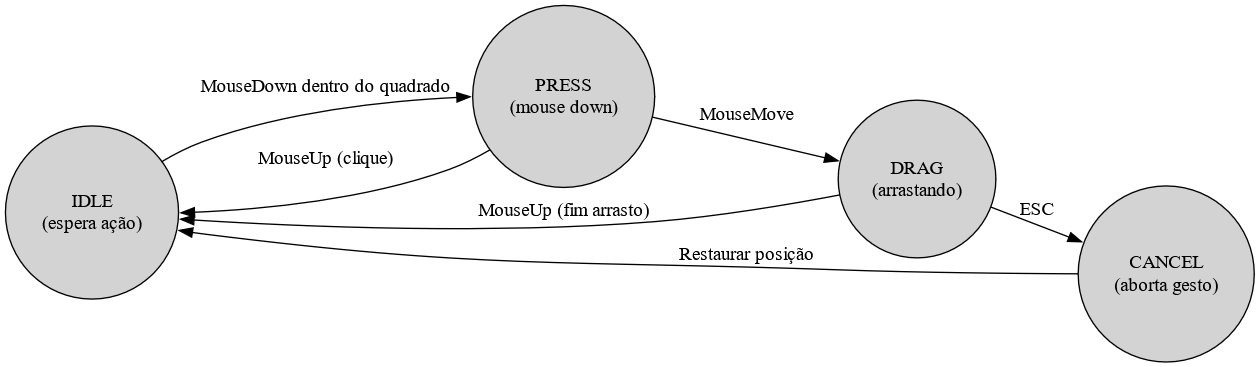 PRESS
(mouse down)
MouseDown dentro do quadrado
MouseMove
MouseUp (clique)
DRAG
(arrastando)
IDLE
(espera ação)
MouseUp (fim arrasto)
ESC
Restaurar posição
CANCEL
(aborta gesto)